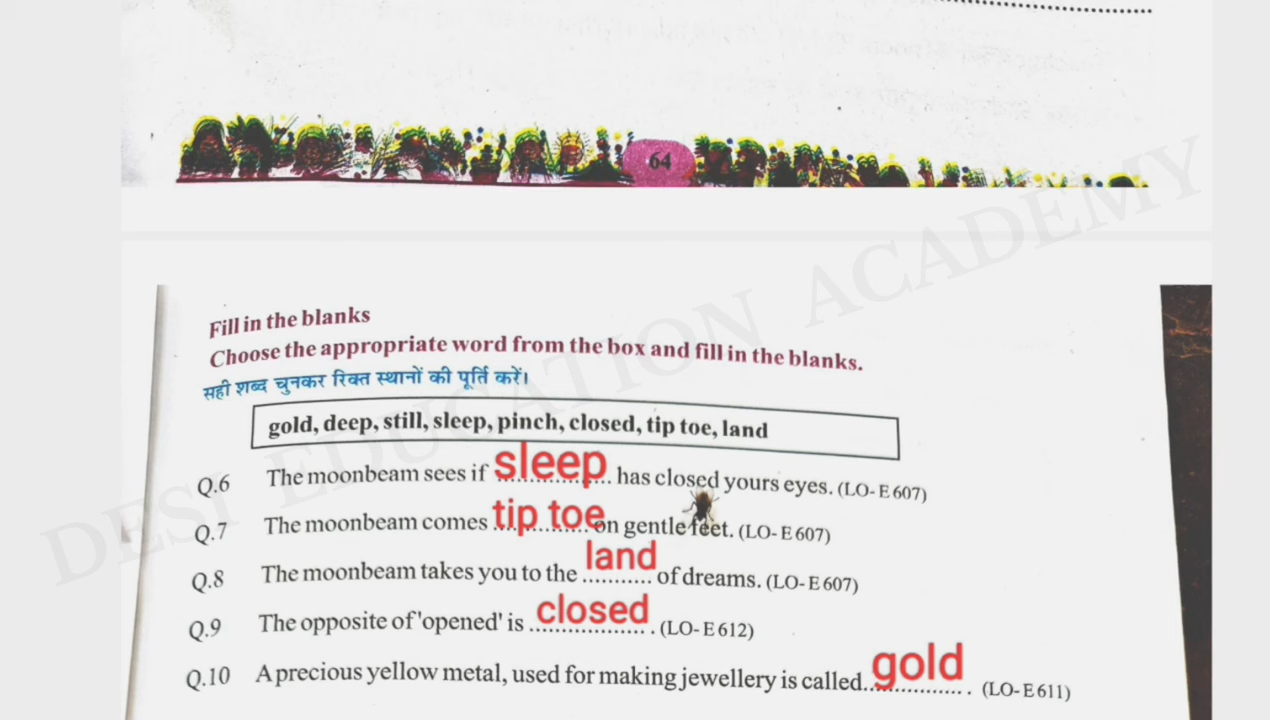 64
DESI EDUCATION ACADEMY
Fill in the blanks
Choose the appropriate word from the box and fill in the blanks.
सही शब्द चुनकर रिक्त स्थानों की पूर्ति करें।
gold, deep, still, sleep, pinch, closed, tip toe, land
Q.6 The moonbeam sees if sleep has closed yours eyes. (LO- E 607)
Q.7 The moonbeam comes tip toe on gentle feet. (LO- E 607)
Q.8 The moonbeam takes you to the land of dreams. (LO- E 607)
Q.9 The opposite of 'opened' is closed. (LO- E 612)
Q.10 A precious yellow metal, used for making jewellery is called gold. (LO- E 611)